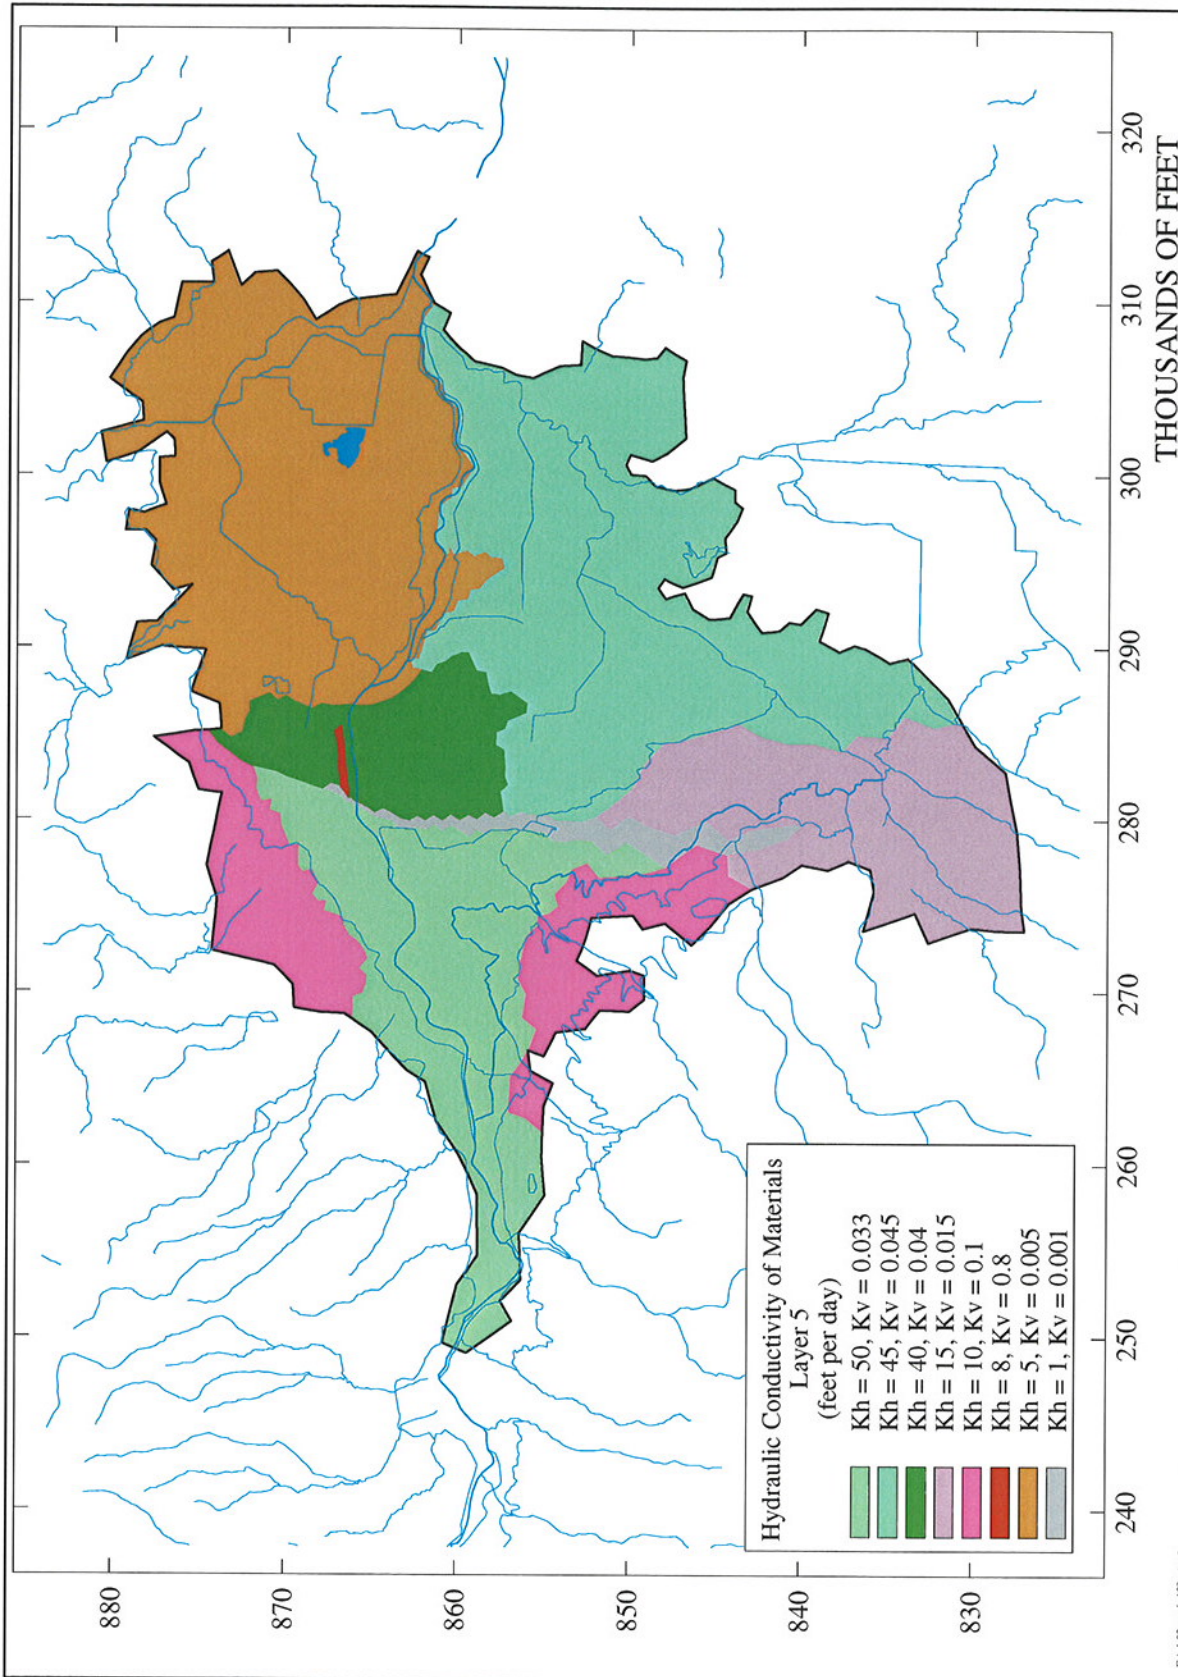 880
870
860
850
840
830
240
250
260
270
280
290
300
310
320
THOUSANDS OF FEET
Hydraulic Conductivity of Materials
Layer 5
(feet per day)
Kh = 50, Kv = 0.033
Kh = 45, Kv = 0.045
Kh = 40, Kv = 0.04
Kh = 15, Kv = 0.015
Kh = 10, Kv = 0.1
Kh = 8, Kv = 0.8
Kh = 5, Kv = 0.005
Kh = 1, Kv = 0.001